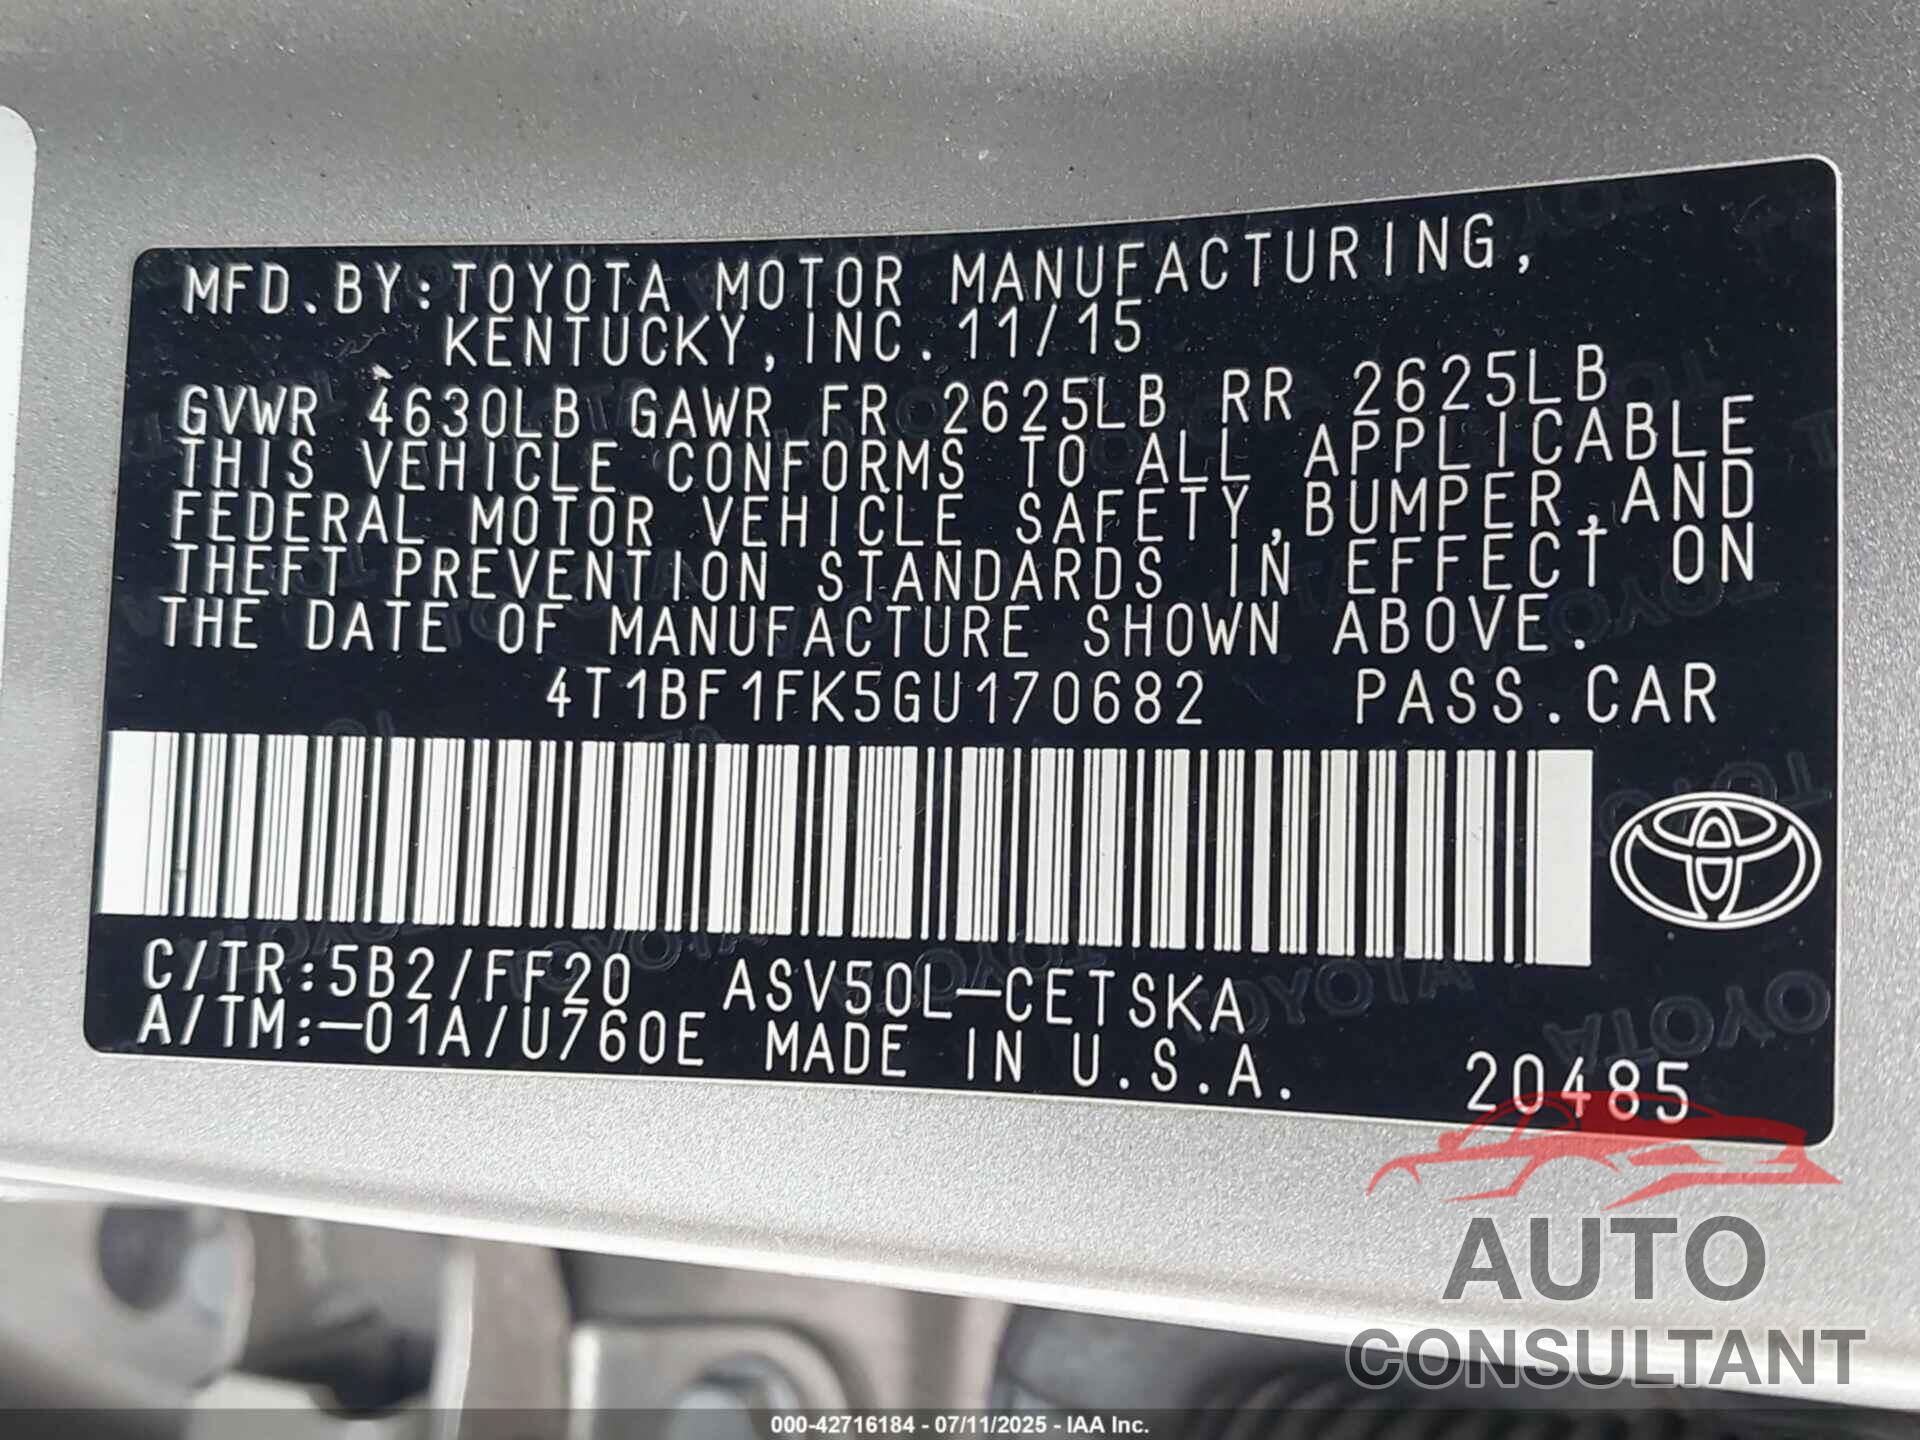 MFD.BY:TOYOTA MOTOR MANUFACTURING,
KENTUCKY,INC.11/15
GVWR 4630LB GAWR FR 2625LB RR 2625LB
THIS VEHICLE CONFORMS TO ALL APPLICABLE
FEDERAL MOTOR VEHICLE SAFETY,BUMPER,AND
THEFT PREVENTION STANDARDS IN EFFECT ON
THE DATE OF MANUFACTURE SHOWN ABOVE.
4T1BF1FK5GU170682 PASS.CAR
C/TR:5B2/FF20 ASV50L-CETSKA
A/TM:-01A/U760E MADE IN U.S.A. 20485
AUTO
CONSULTANT
000-42716184 - 07/11/2025 - IAA Inc.